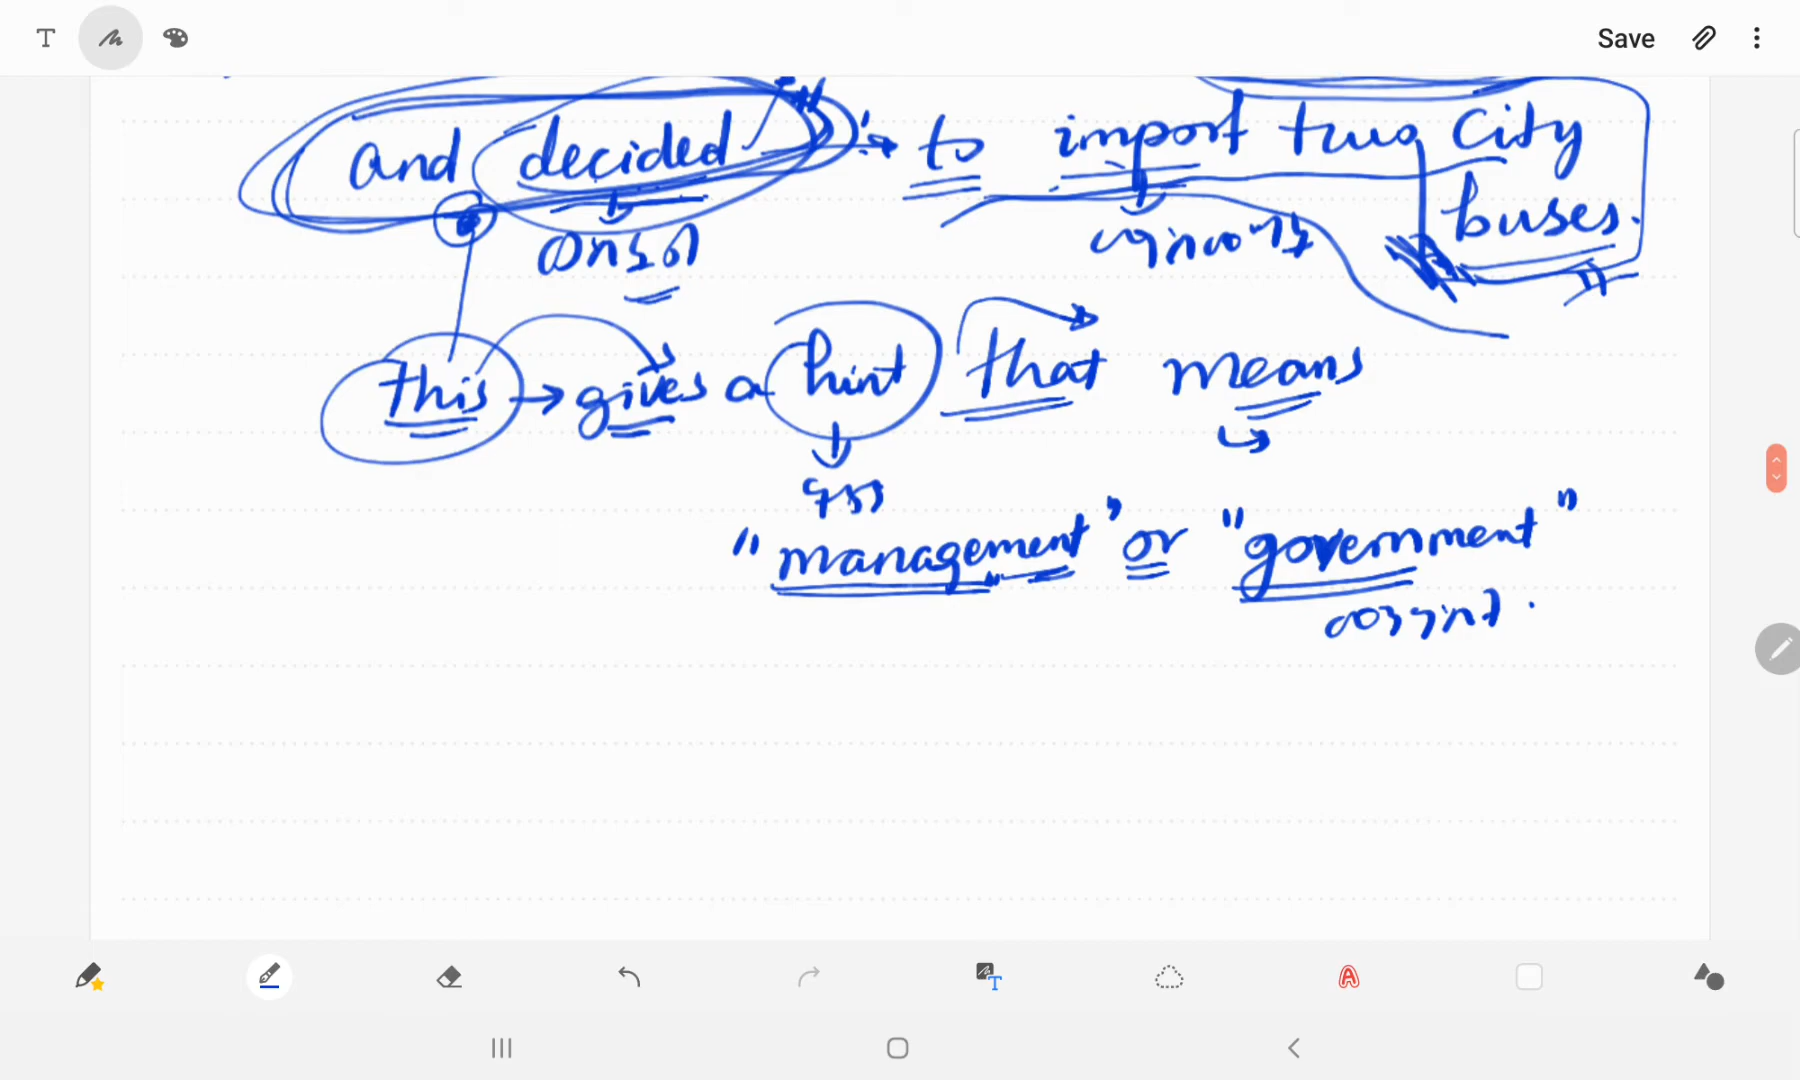 T Save
and decided to import two City
buses.
this → gives a hint that means
"management" or "government"